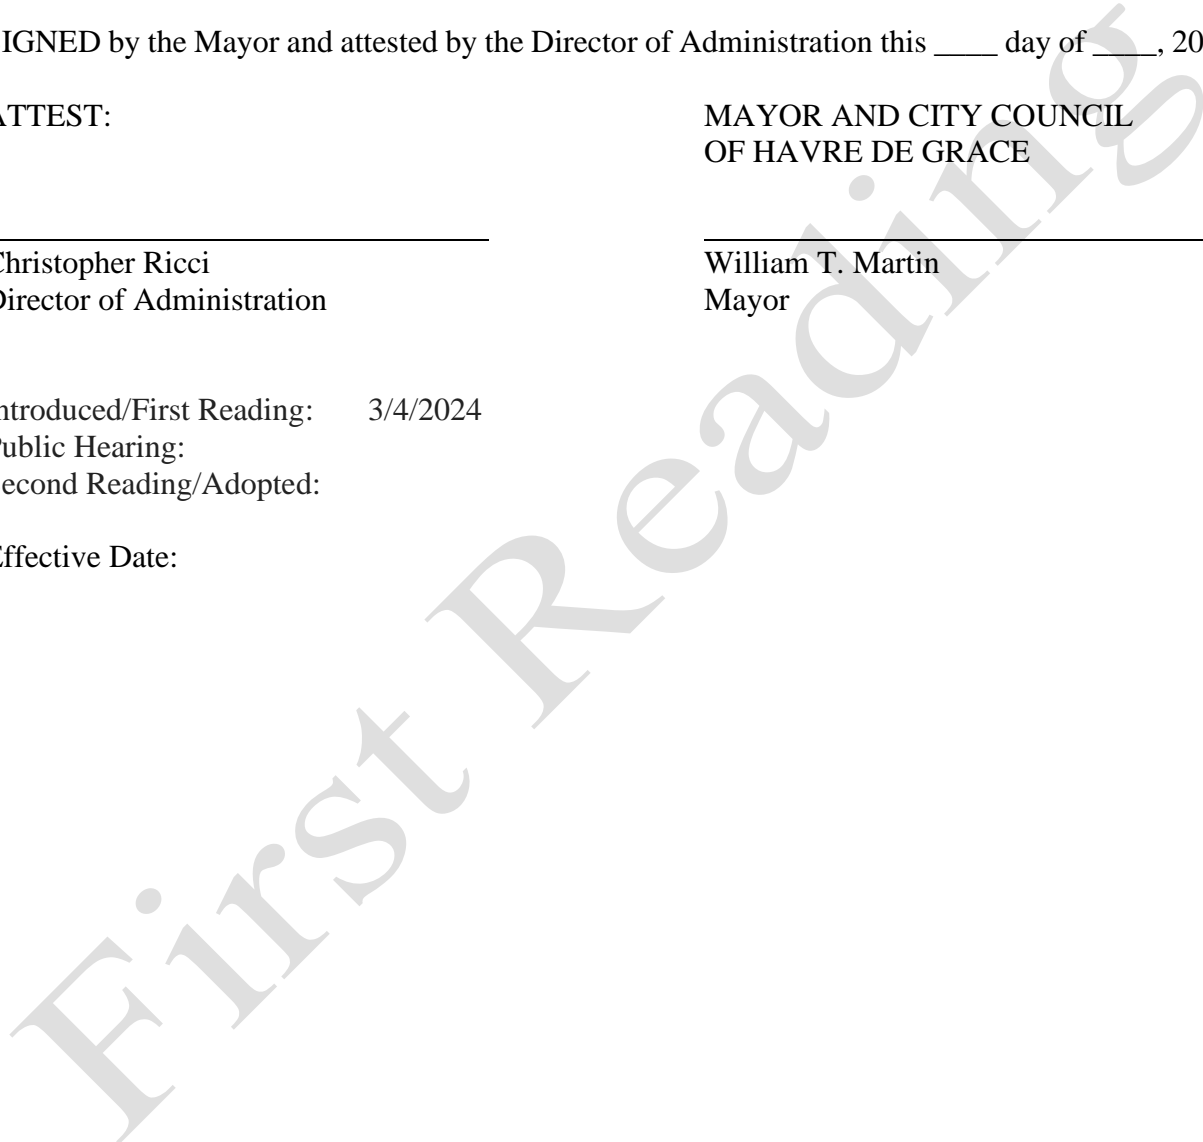 IGNED by the Mayor and attested by the Director of Administration this ____ day of ____, 20
ATTEST:
MAYOR AND CITY COUNCIL
OF HAVRE DE GRACE
Christopher Ricci
Director of Administration
William T. Martin
Mayor
ntroduced/First Reading: 3/4/2024
Public Hearing:
econd Reading/Adopted:
Effective Date:
First Reading